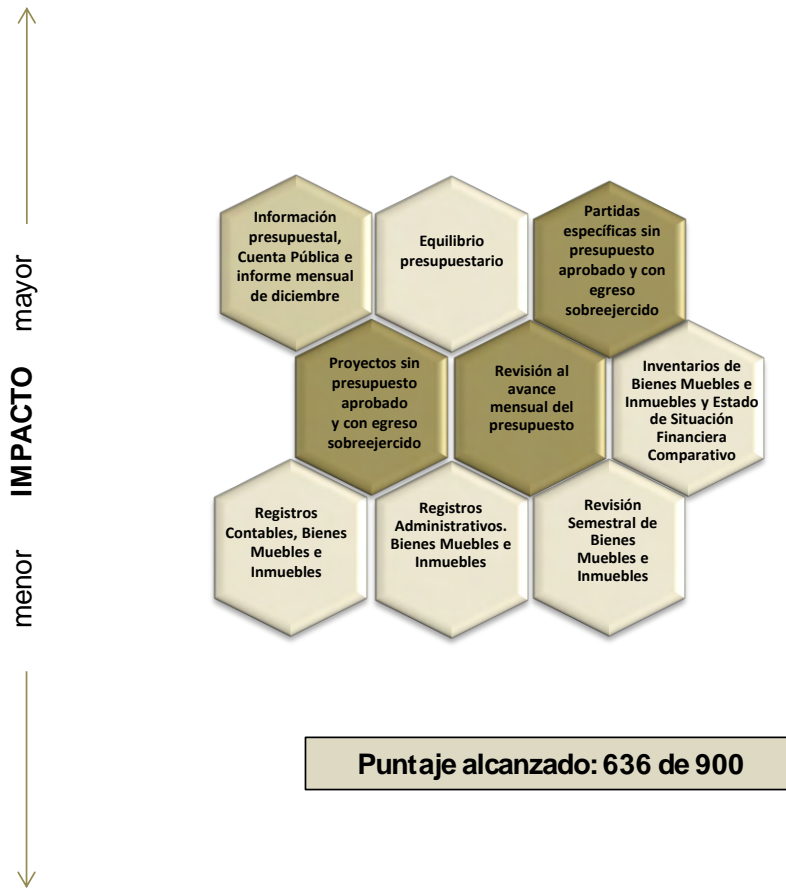 mayor
IMPACTO
menor
Información
presupuestal,
Cuenta Pública e
informe mensual
de diciembre
Equilibrio
presupuestario
Partidas
específicas sin
presupuesto
aprobado y con
egreso
sobreejercido
Proyectos sin
presupuesto
aprobado
y con egreso
sobreejercido
Revisión al
avance
mensual del
presupuesto
Inventarios de
Bienes Muebles e
Inmuebles y Estado
de Situación
Financiera
Comparativo
Registros
Contables, Bienes
Muebles e
Inmuebles
Registros
Administrativos.
Bienes Muebles e
Inmuebles
Revisión
Semestral de
Bienes
Muebles e
Inmuebles
Puntaje alcanzado: 636 de 900